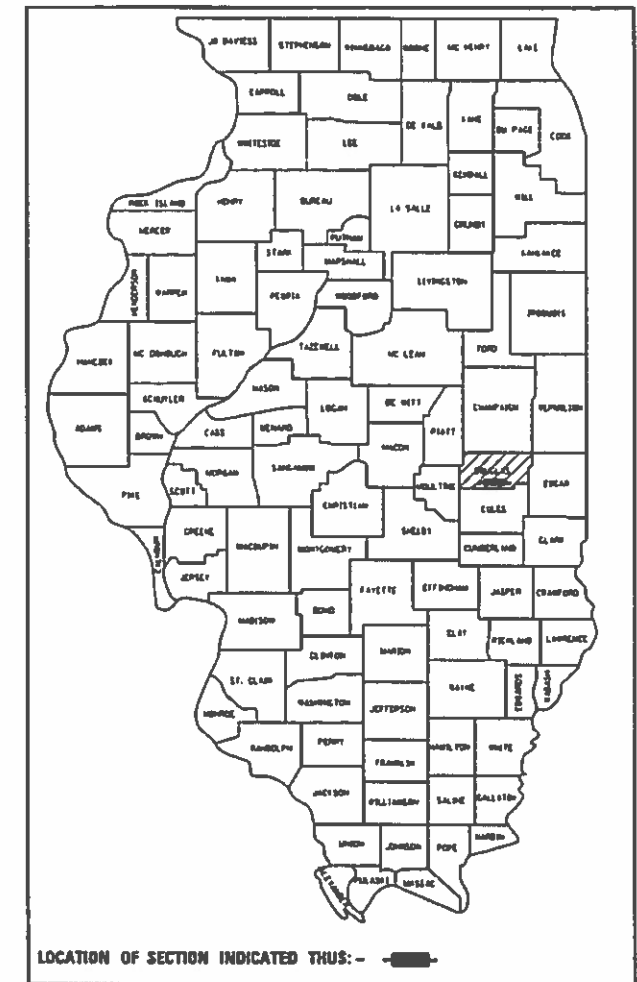 JO DAVIESS STEPHENSON WINNEBAGO BOONE MC HENRY LAKE
CARROLL OGLE DE KALB KANE DU PAGE COOK
WHITESIDE LEE
KENDALL WILL
ROCK ISLAND HENRY BUREAU LA SALLE GRUNDY
MERCER PUTNAM
STARK MARSHALL KANKAKEE
HENDERSON WARREN KNOX PEORIA WOODFORD LIVINGSTON IROQUOIS
HANCOCK MC DONOUGH FULTON TAZEWELL MC LEAN FORD
SCHUYLER MASON LOGAN DE WITT CHAMPAIGN VERMILION
ADAMS BROWN CASS MENARD MACON PIATT
PIKE SCOTT MORGAN SANGAMON CHRISTIAN MOULTRIE DOUGLAS EDGAR
GREENE MACOUPIN MONTGOMERY SHELBY COLES
CUMBERLAND CLARK
JERSEY FAYETTE EFFINGHAM JASPER CRAWFORD
MADISON BOND CLAY RICHLAND LAWRENCE
CLINTON MARION
ST. CLAIR WAYNE EDWARDS WABASH
MONROE WASHINGTON JEFFERSON
RANDOLPH PERRY HAMILTON WHITE
FRANKLIN
JACKSON WILLIAMSON SALINE GALLATIN
UNION JOHNSON POPE HARDIN
PULASKI MASSAC
LOCATION OF SECTION INDICATED THUS: -